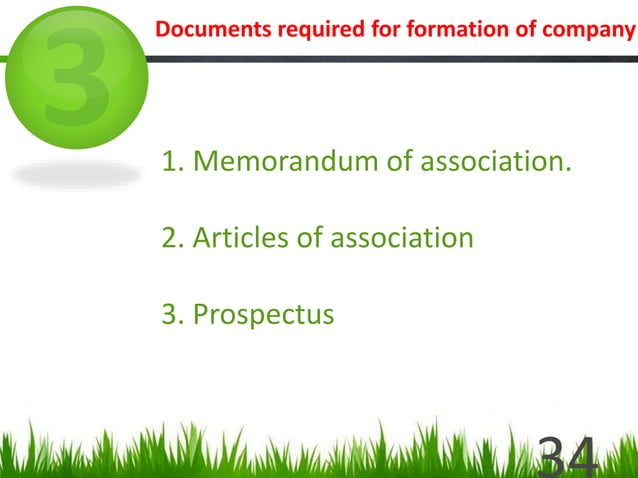 Documents required for formation of company
3
1. Memorandum of association.
2. Articles of association
3. Prospectus
34